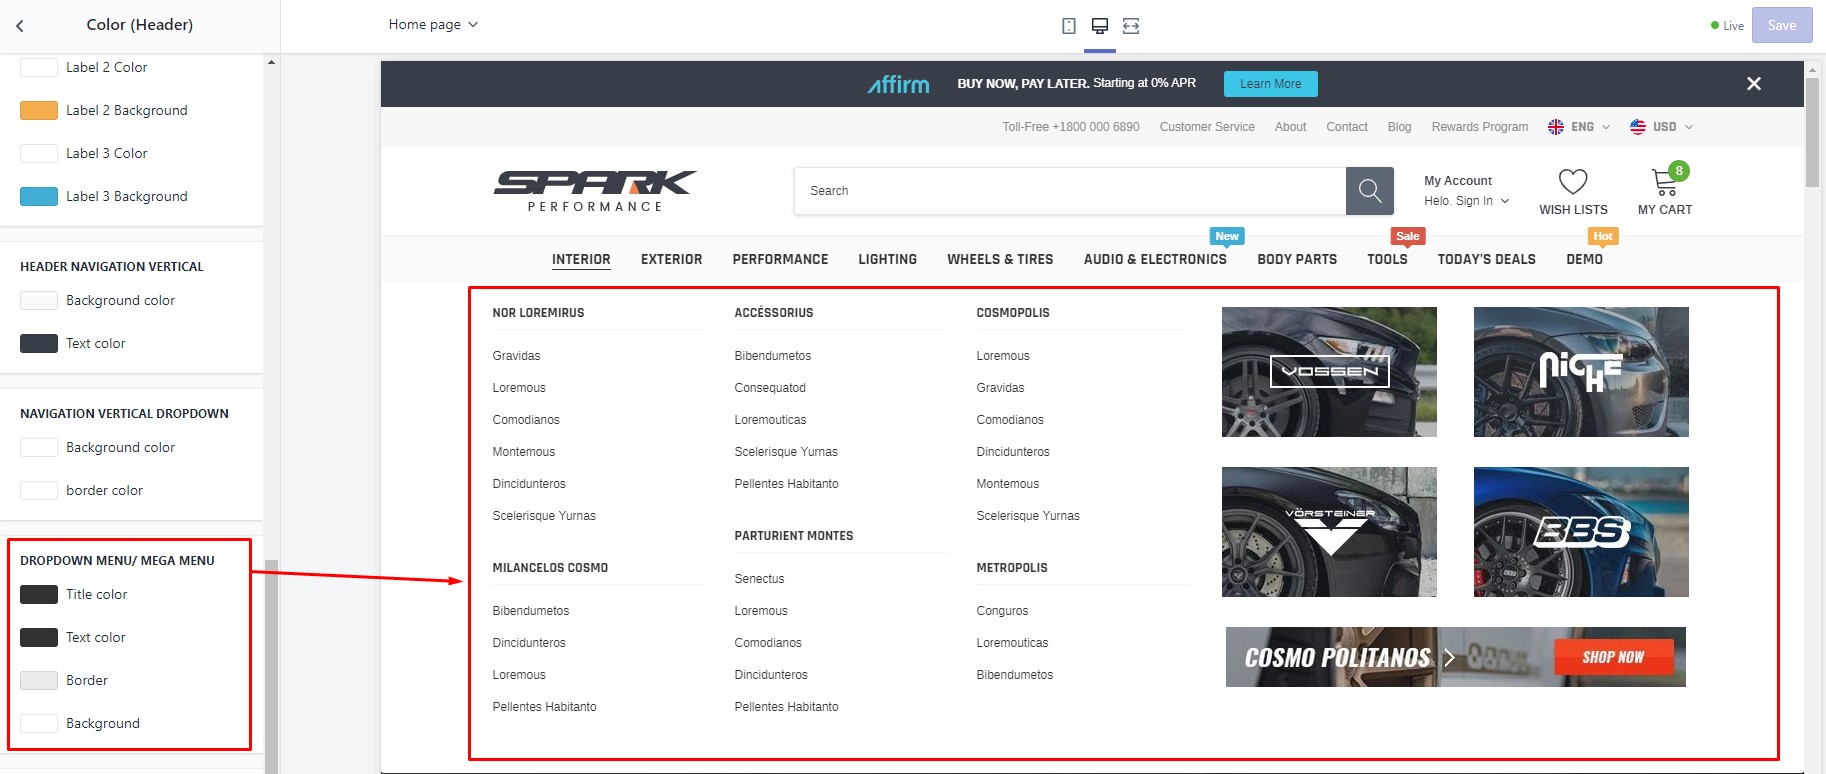 Color (Header)
Home page
Live
Save
Label 2 Color
Label 2 Background
Label 3 Color
Label 3 Background
HEADER NAVIGATION VERTICAL
Background color
Text color
NAVIGATION VERTICAL DROPDOWN
Background color
border color
DROPDOWN MENU/ MEGA MENU
Title color
Text color
Border
Background
affirm BUY NOW, PAY LATER. Starting at 0% APR Learn More
Toll-Free +1800 000 6890 Customer Service About Contact Blog Rewards Program ENG USD
SPARK
PERFORMANCE
Search
My Account
Helo. Sign In
WISH LISTS
8
MY CART
New
Sale
Hot
INTERIOR EXTERIOR PERFORMANCE LIGHTING WHEELS & TIRES AUDIO & ELECTRONICS BODY PARTS TOOLS TODAY'S DEALS DEMO
NOR LOREMIRUS
Gravidas
Loremous
Comodianos
Montemous
Dincidunteros
Scelerisque Yurnas
MILANCELOS COSMO
Bibendumetos
Dincidunteros
Loremous
Pellentes Habitanto
ACCÉSSORIUS
Bibendumetos
Consequatod
Loremouticas
Scelerisque Yurnas
Pellentes Habitanto
PARTURIENT MONTES
Senectus
Loremous
Comodianos
Dincidunteros
Pellentes Habitanto
COSMOPOLIS
Loremous
Gravidas
Comodianos
Dincidunteros
Montemous
Scelerisque Yurnas
METROPOLIS
Conguros
Loremouticas
Bibendumetos
VOSSEN
NICHE
VÖRSTEINER
BBS
COSMO POLITANOS
SHOP NOW